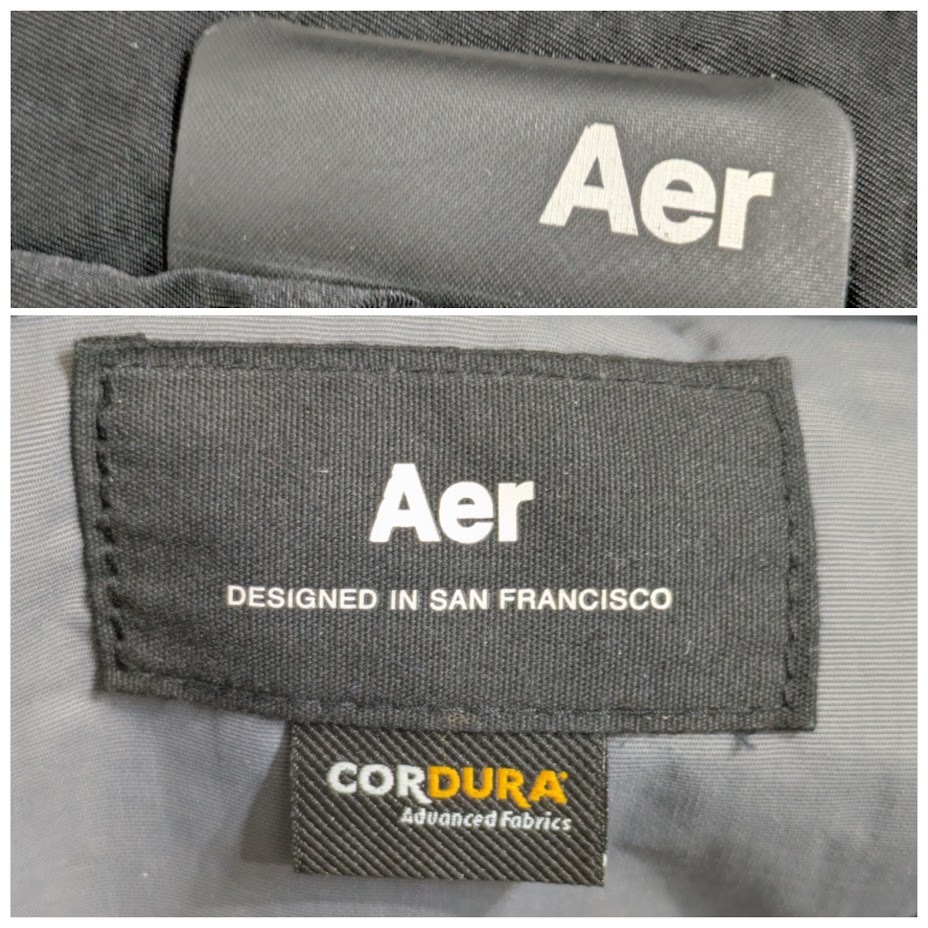 Aer
Aer
DESIGNED IN SAN FRANCISCO
CORDURA®
Advanced Fabrics